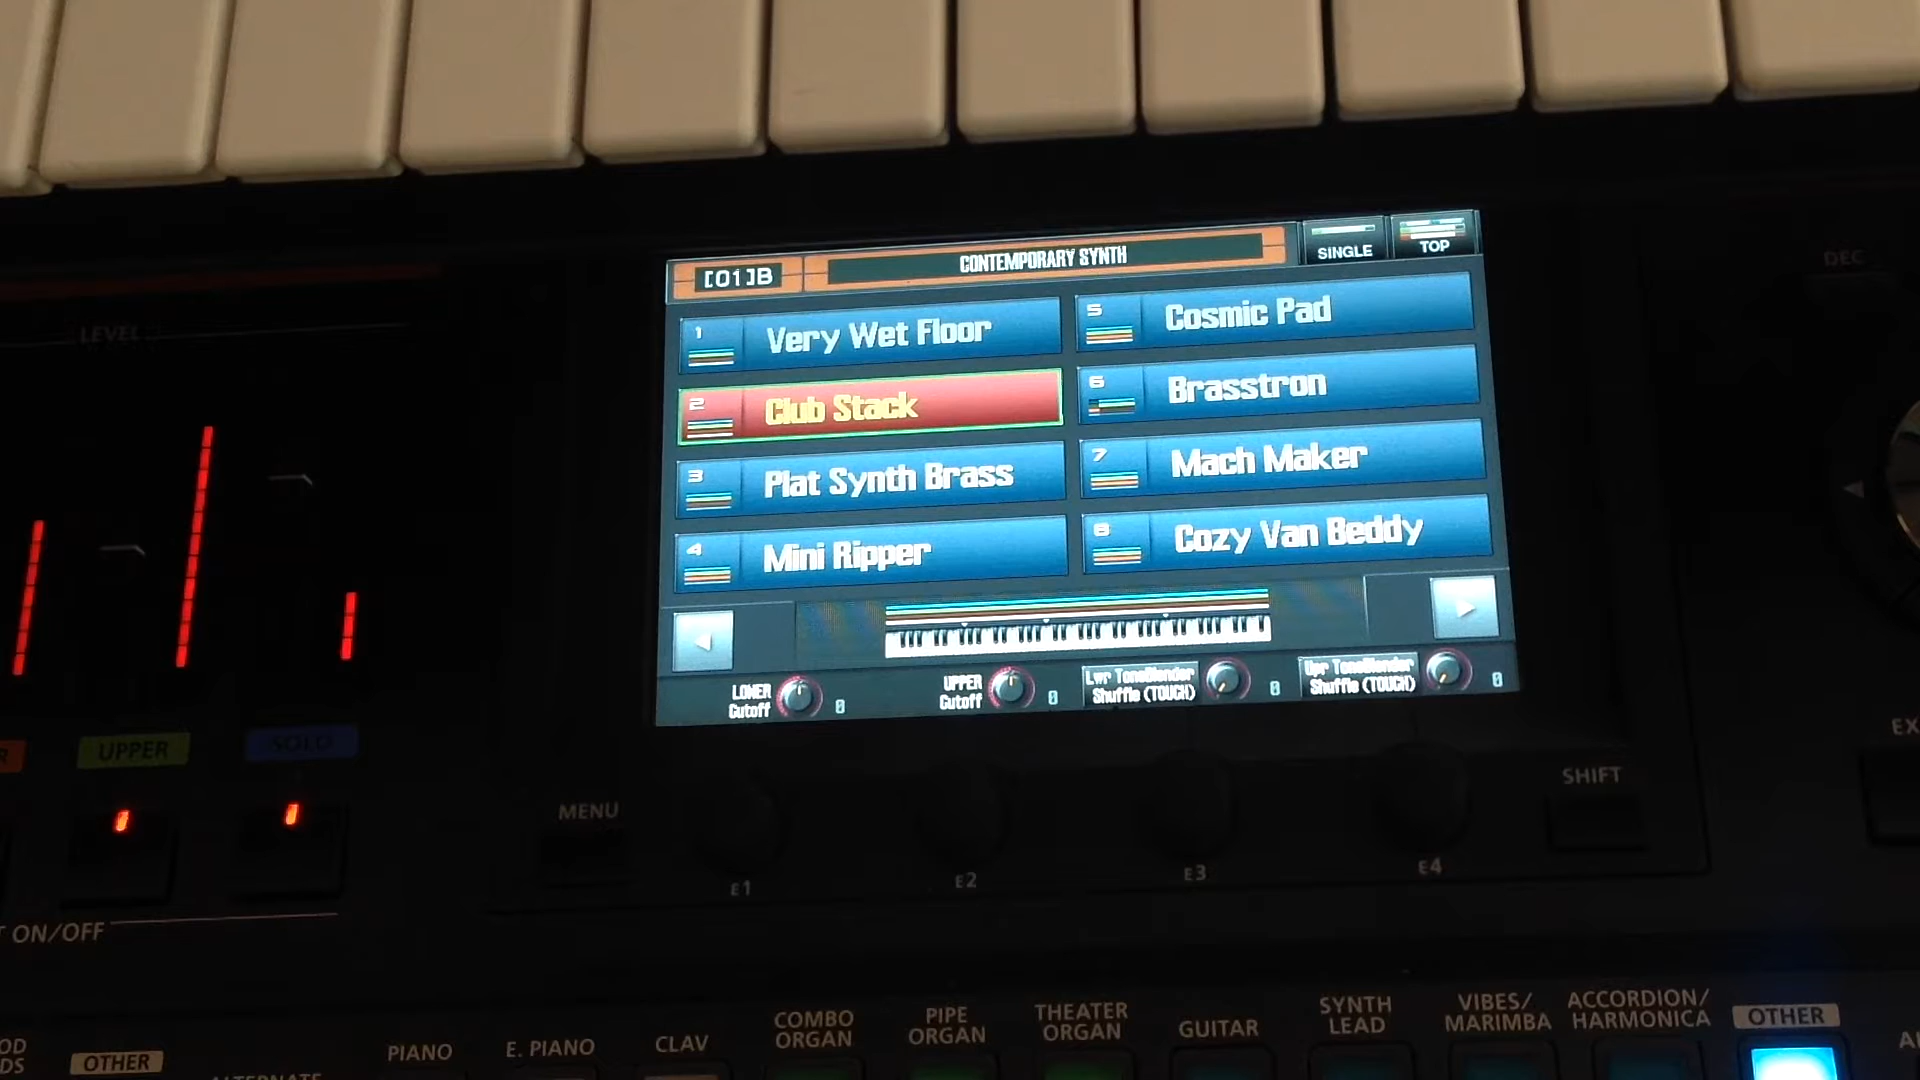 [01]B
CONTEMPORARY SYNTH
SINGLE
TOP
1 Very Wet Floor
2 Club Stack
3 Plat Synth Brass
4 Mini Ripper
5 Cosmic Pad
6 Brasstron
7 Mach Maker
8 Cozy Van Beddy
LOWER
Cutoff
0
UPPER
Cutoff
0
Lwr ToneBlender
Shuffle (TOUCH)
0
Upr ToneBlender
Shuffle (TOUCH)
0
DEC
LEVEL
UPPER
SOLO
MENU
SHIFT
E1
E2
E3
E4
ON/OFF
OTHER
ALTERNATE
PIANO
E. PIANO
CLAV
COMBO
ORGAN
PIPE
ORGAN
THEATER
ORGAN
GUITAR
SYNTH
LEAD
VIBES/
MARIMBA
ACCORDION/
HARMONICA
OTHER